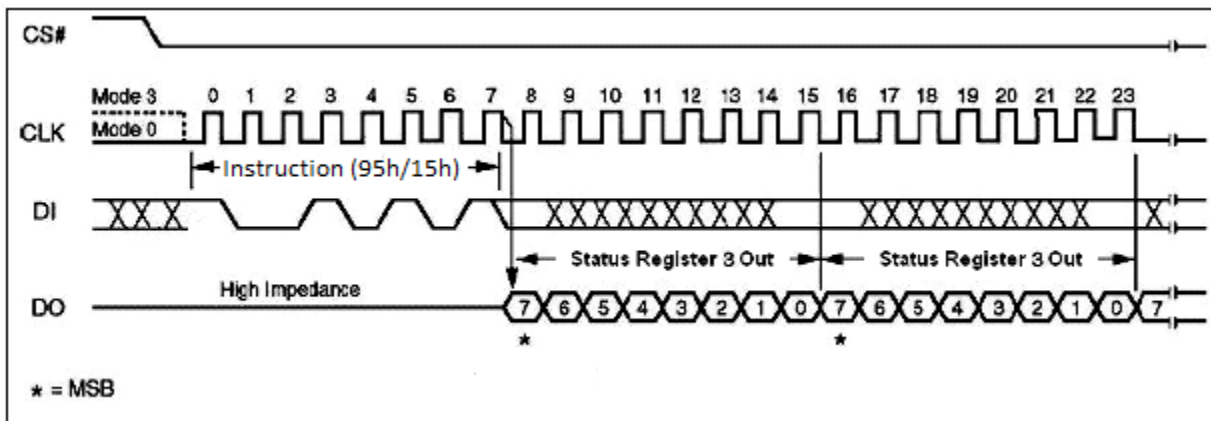 CS#
Mode 3 0 1 2 3 4 5 6 7 8 9 10 11 12 13 14 15 16 17 18 19 20 21 22 23
CLK Mode 0
Instruction (95h/15h)
DI
Status Register 3 Out Status Register 3 Out
High Impedance
DO 7 6 5 4 3 2 1 0 7 6 5 4 3 2 1 0 7
* *
* = MSB